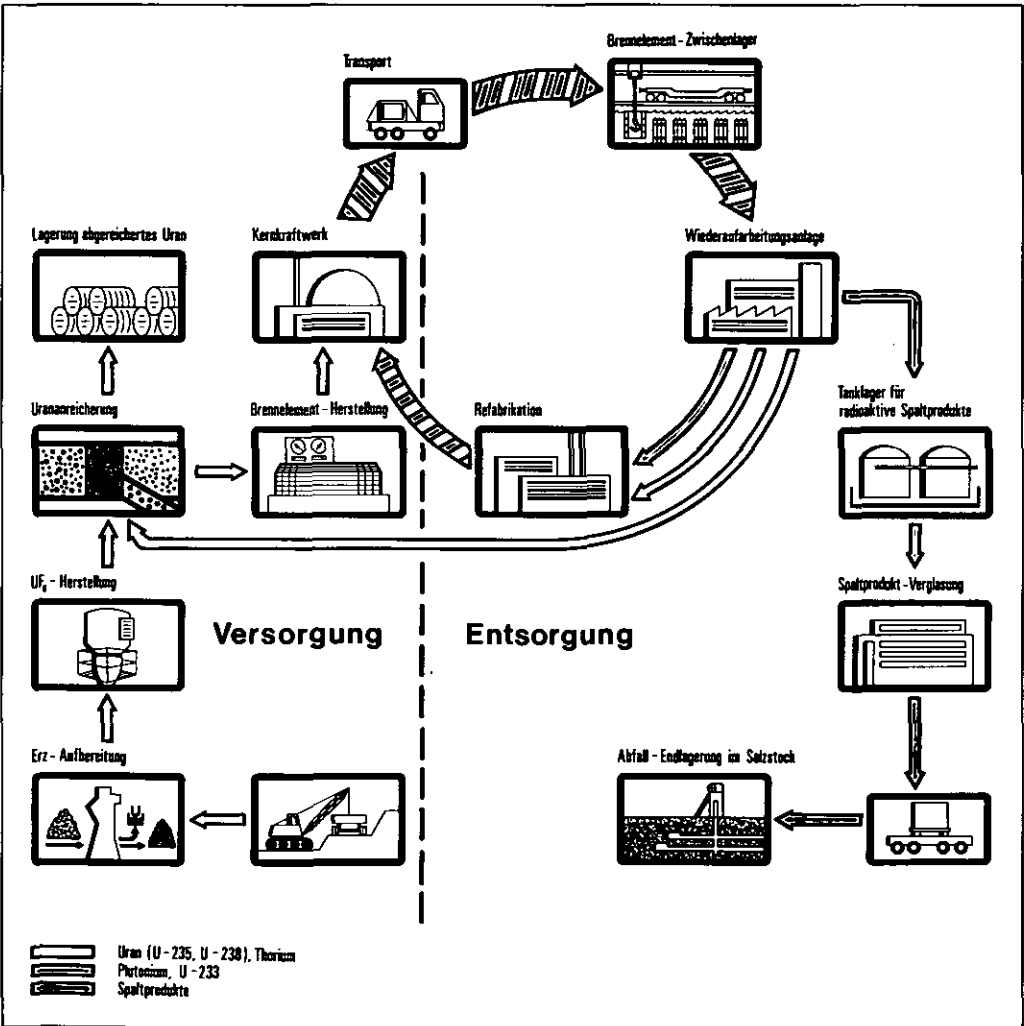 Transport
Brennelement - Zwischenlager
Lagerung abgereichertes Uran
Kernkraftwerk
Wiederaufarbeitungsanlage
Urananreicherung
Brennelement - Herstellung
Refabrikation
Tanklager für
radioaktive Spaltprodukte
UF₆ - Herstellung
Versorgung
Entsorgung
Spaltprodukt - Verglasung
Erz - Aufbereitung
Abfall - Endlagerung im Salzstock
Uran (U - 235, U - 238), Thorium
Plutonium, U - 233
Spaltprodukte